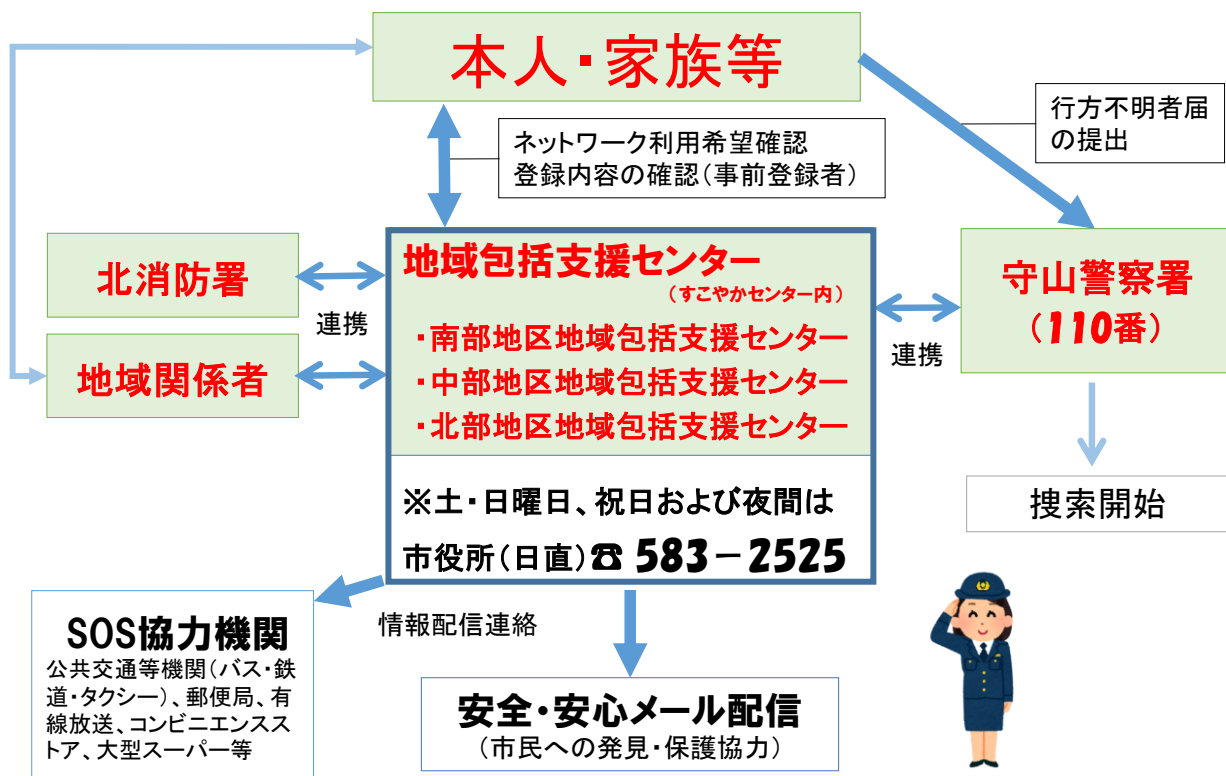 本人・家族等
行方不明者届
の提出
ネットワーク利用希望確認
登録内容の確認(事前登録者)
北消防署
連携
地域関係者
地域包括支援センター
(すこやかセンター内)
・南部地区地域包括支援センター
・中部地区地域包括支援センター
・北部地区地域包括支援センター
※土・日曜日、祝日および夜間は
市役所(日直)☎ 583-2525
連携
守山警察署
(110番)
捜索開始
情報配信連絡
SOS協力機関
公共交通等機関(バス・鉄
道・タクシー)、郵便局、有
線放送、コンビニエンスス
トア、大型スーパー等
安全・安心メール配信
(市民への発見・保護協力)